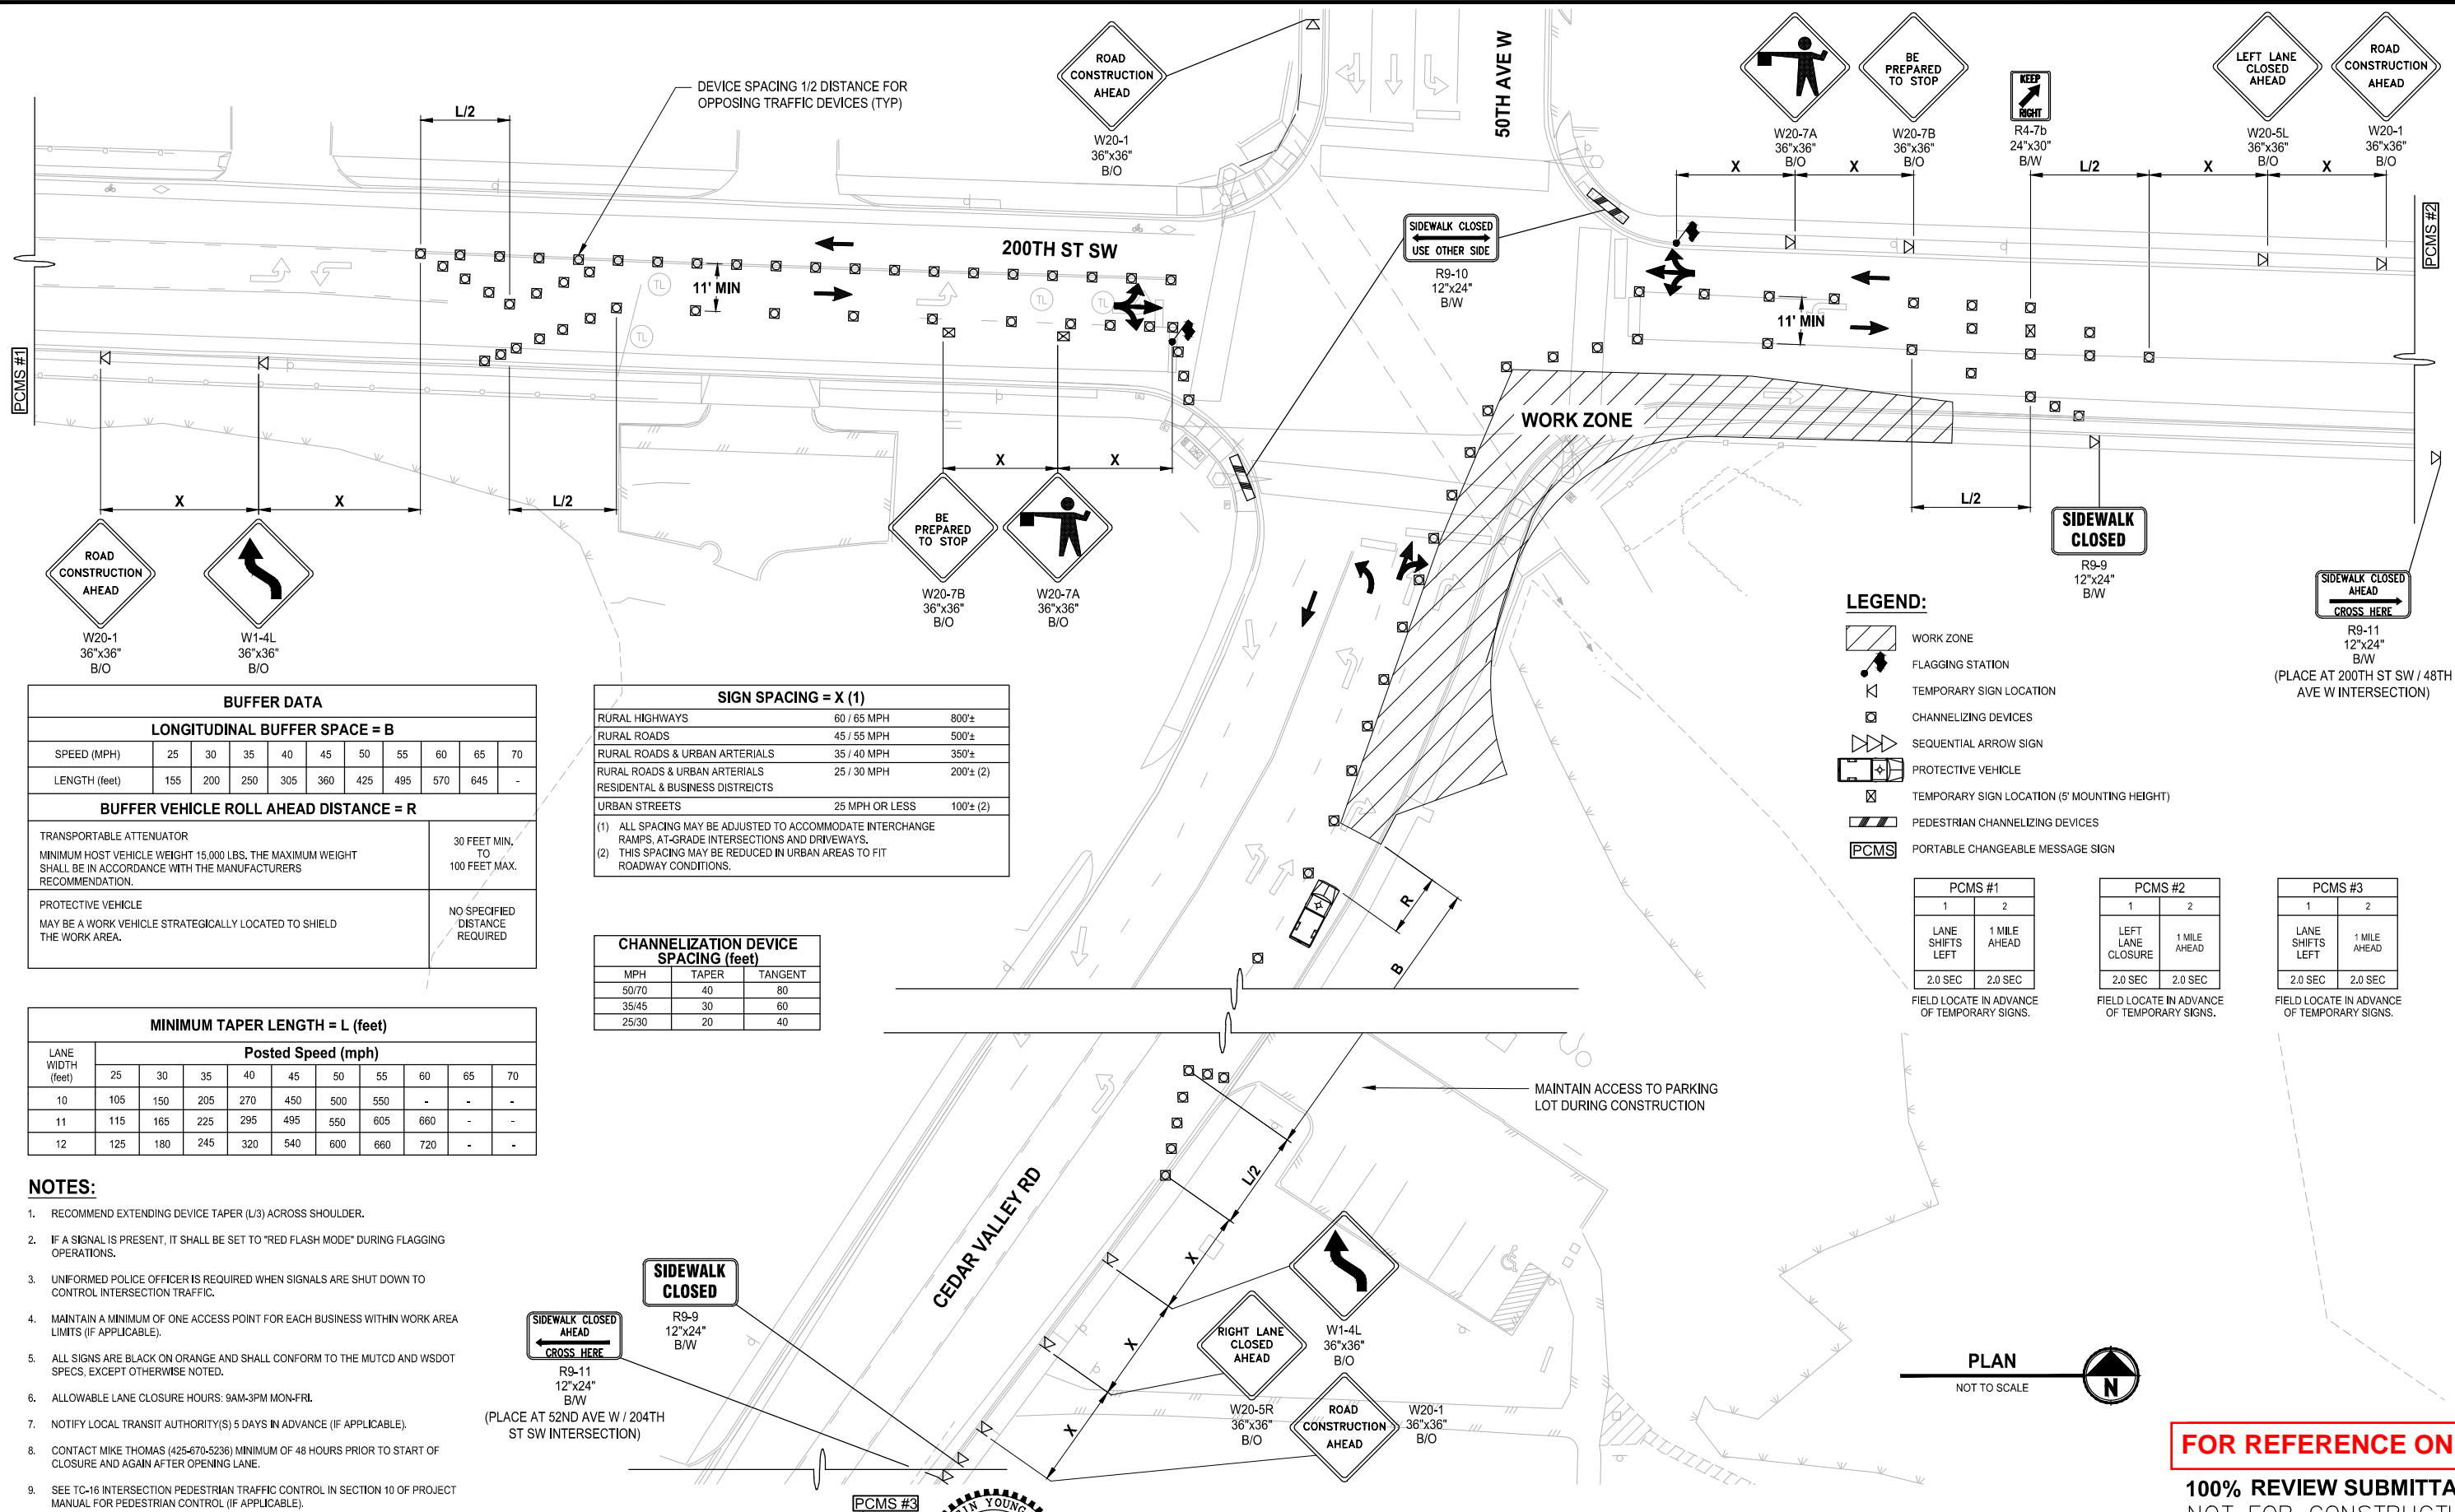 DEVICE SPACING 1/2 DISTANCE FOR
OPPOSING TRAFFIC DEVICES (TYP)
L/2
ROAD
CONSTRUCTION
AHEAD
W20-1
36"x36"
B/O
50TH AVE W
W20-7A
36"x36"
B/O
BE
PREPARED
TO STOP
W20-7B
36"x36"
B/O
KEEP
RIGHT
R4-7b
24"x30"
B/W
LEFT LANE
CLOSED
AHEAD
W20-5L
36"x36"
B/O
ROAD
CONSTRUCTION
AHEAD
W20-1
36"x36"
B/O
X
X
L/2
X
X
PCMS #2
200TH ST SW
11' MIN
TL
TL
TL
TL
SIDEWALK CLOSED
USE OTHER SIDE
R9-10
12"x24"
B/W
11' MIN
PCMS #1
WORK ZONE
X
X
L/2
X
X
L/2
ROAD
CONSTRUCTION
AHEAD
W20-1
36"x36"
B/O
W1-4L
36"x36"
B/O
BE
PREPARED
TO STOP
W20-7B
36"x36"
B/O
W20-7A
36"x36"
B/O
SIDEWALK
CLOSED
R9-9
12"x24"
B/W
SIDEWALK CLOSED
AHEAD
CROSS HERE
R9-11
12"x24"
B/W
(PLACE AT 200TH ST SW / 48TH
AVE W INTERSECTION)
LEGEND:
WORK ZONE
FLAGGING STATION
TEMPORARY SIGN LOCATION
CHANNELIZING DEVICES
SEQUENTIAL ARROW SIGN
PROTECTIVE VEHICLE
TEMPORARY SIGN LOCATION (5' MOUNTING HEIGHT)
PEDESTRIAN CHANNELIZING DEVICES
PCMS PORTABLE CHANGEABLE MESSAGE SIGN
BUFFER DATA
LONGITUDINAL BUFFER SPACE = B
SPEED (MPH) 25 30 35 40 45 50 55 60 65 70
LENGTH (feet) 155 200 250 305 360 425 495 570 645 -
BUFFER VEHICLE ROLL AHEAD DISTANCE = R
TRANSPORTABLE ATTENUATOR
MINIMUM HOST VEHICLE WEIGHT 15,000 LBS. THE MAXIMUM WEIGHT
SHALL BE IN ACCORDANCE WITH THE MANUFACTURERS
RECOMMENDATION.
30 FEET MIN.
TO
100 FEET MAX.
PROTECTIVE VEHICLE
MAY BE A WORK VEHICLE STRATEGICALLY LOCATED TO SHIELD
THE WORK AREA.
NO SPECIFIED
DISTANCE
REQUIRED
SIGN SPACING = X (1)
RURAL HIGHWAYS 60 / 65 MPH 800'±
RURAL ROADS 45 / 55 MPH 500'±
RURAL ROADS & URBAN ARTERIALS 35 / 40 MPH 350'±
RURAL ROADS & URBAN ARTERIALS 25 / 30 MPH 200'± (2)
RESIDENTAL & BUSINESS DISTREICTS
URBAN STREETS 25 MPH OR LESS 100'± (2)
(1) ALL SPACING MAY BE ADJUSTED TO ACCOMMODATE INTERCHANGE
RAMPS, AT-GRADE INTERSECTIONS AND DRIVEWAYS.
(2) THIS SPACING MAY BE REDUCED IN URBAN AREAS TO FIT
ROADWAY CONDITIONS.
CHANNELIZATION DEVICE
SPACING (feet)
MPH TAPER TANGENT
50/70 40 80
35/45 30 60
25/30 20 40
R
B
PCMS #1
1 2
LANE
SHIFTS
LEFT
1 MILE
AHEAD
2.0 SEC 2.0 SEC
FIELD LOCATE IN ADVANCE
OF TEMPORARY SIGNS.
PCMS #2
1 2
LEFT
LANE
CLOSURE
1 MILE
AHEAD
2.0 SEC 2.0 SEC
FIELD LOCATE IN ADVANCE
OF TEMPORARY SIGNS.
PCMS #3
1 2
LANE
SHIFTS
LEFT
1 MILE
AHEAD
2.0 SEC 2.0 SEC
FIELD LOCATE IN ADVANCE
OF TEMPORARY SIGNS.
MINIMUM TAPER LENGTH = L (feet)
LANE
WIDTH
(feet)
Posted Speed (mph)
25 30 35 40 45 50 55 60 65 70
10 105 150 205 270 450 500 550 - - -
11 115 165 225 295 495 550 605 660 - -
12 125 180 245 320 540 600 660 720 - -
MAINTAIN ACCESS TO PARKING
LOT DURING CONSTRUCTION
CEDAR VALLEY RD
L/2
X
X
X
NOTES:
1. RECOMMEND EXTENDING DEVICE TAPER (L/3) ACROSS SHOULDER.
2. IF A SIGNAL IS PRESENT, IT SHALL BE SET TO "RED FLASH MODE" DURING FLAGGING
OPERATIONS.
3. UNIFORMED POLICE OFFICER IS REQUIRED WHEN SIGNALS ARE SHUT DOWN TO
CONTROL INTERSECTION TRAFFIC.
4. MAINTAIN A MINIMUM OF ONE ACCESS POINT FOR EACH BUSINESS WITHIN WORK AREA
LIMITS (IF APPLICABLE).
5. ALL SIGNS ARE BLACK ON ORANGE AND SHALL CONFORM TO THE MUTCD AND WSDOT
SPECS, EXCEPT OTHERWISE NOTED.
6. ALLOWABLE LANE CLOSURE HOURS: 9AM-3PM MON-FRI.
7. NOTIFY LOCAL TRANSIT AUTHORITY(S) 5 DAYS IN ADVANCE (IF APPLICABLE).
8. CONTACT MIKE THOMAS (425-670-5236) MINIMUM OF 48 HOURS PRIOR TO START OF
CLOSURE AND AGAIN AFTER OPENING LANE.
9. SEE TC-16 INTERSECTION PEDESTRIAN TRAFFIC CONTROL IN SECTION 10 OF PROJECT
MANUAL FOR PEDESTRIAN CONTROL (IF APPLICABLE).
SIDEWALK
CLOSED
R9-9
12"x24"
B/W
SIDEWALK CLOSED
AHEAD
CROSS HERE
R9-11
12"x24"
B/W
(PLACE AT 52ND AVE W / 204TH
ST SW INTERSECTION)
W1-4L
36"x36"
B/O
RIGHT LANE
CLOSED
AHEAD
W20-5R
36"x36"
B/O
ROAD
CONSTRUCTION
AHEAD
W20-1
36"x36"
B/O
PCMS #3
YOUNG
PLAN
NOT TO SCALE
N
FOR REFERENCE ON
100% REVIEW SUBMITTA
NOT FOR CONSTRUCT